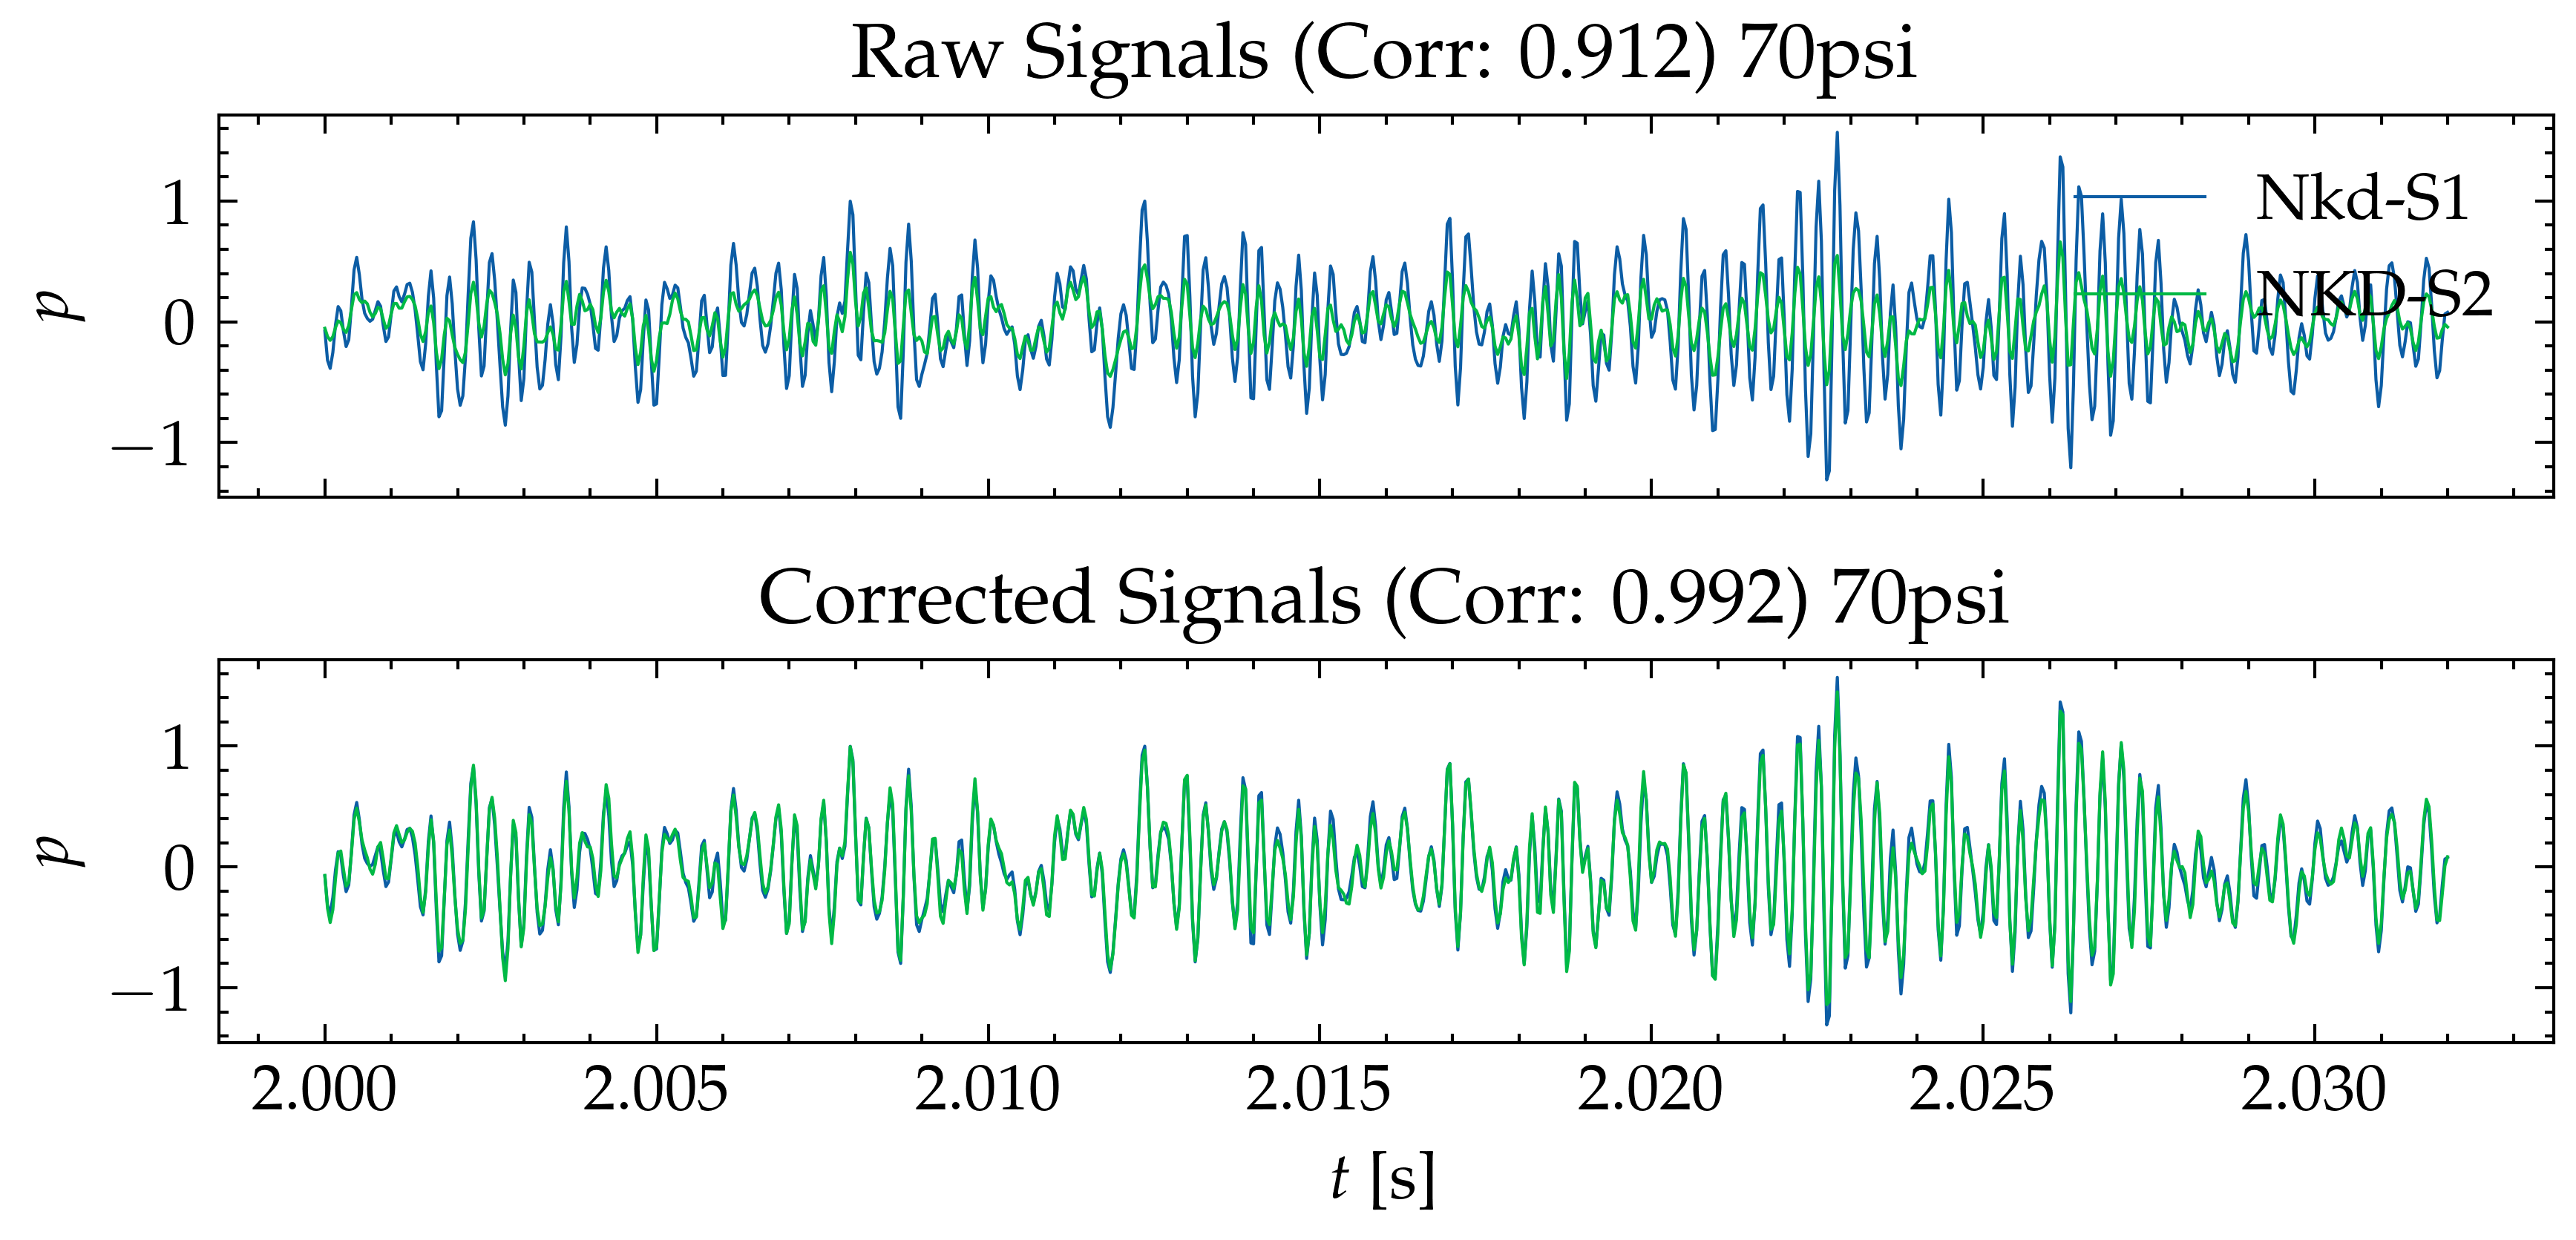 Raw Signals (Corr: 0.912) 70psi
p
1
0
−1
Nkd-S1
NKD-S2
Corrected Signals (Corr: 0.992) 70psi
p
1
0
−1
2.000 2.005 2.010 2.015 2.020 2.025 2.030
t [s]